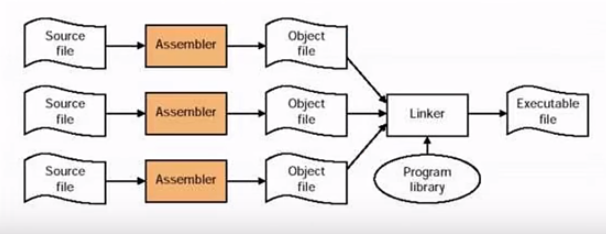 Source
file
Assembler
Object
file
Source
file
Assembler
Object
file
Linker
Executable
file
Source
file
Assembler
Object
file
Program
library